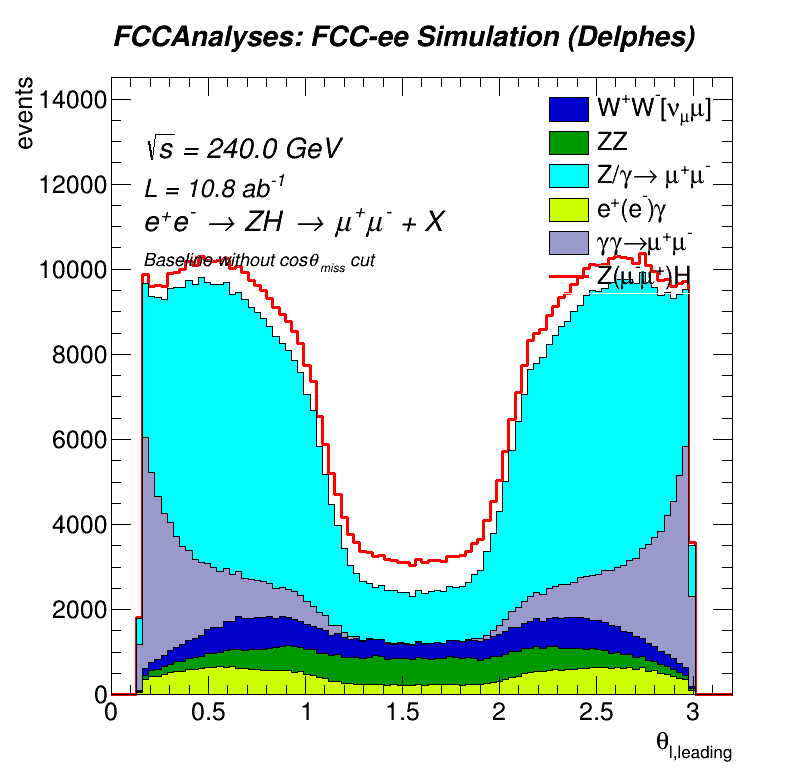 FCCAnalyses: FCC-ee Simulation (Delphes)
events
14000
12000
10000
8000
6000
4000
2000
0
√s = 240.0 GeV
L = 10.8 ab⁻¹
e⁺e⁻ → ZH → μ⁺μ⁻ + X
Baseline without cosθ_miss cut
W⁺W⁻[ν_μμ]
ZZ
Z/γ→ μ⁺μ⁻
e⁺(e⁻)γ
γγ→μ⁺μ⁻
Z(μ⁻μ⁺)H
0 0.5 1 1.5 2 2.5 3
θ_l,leading